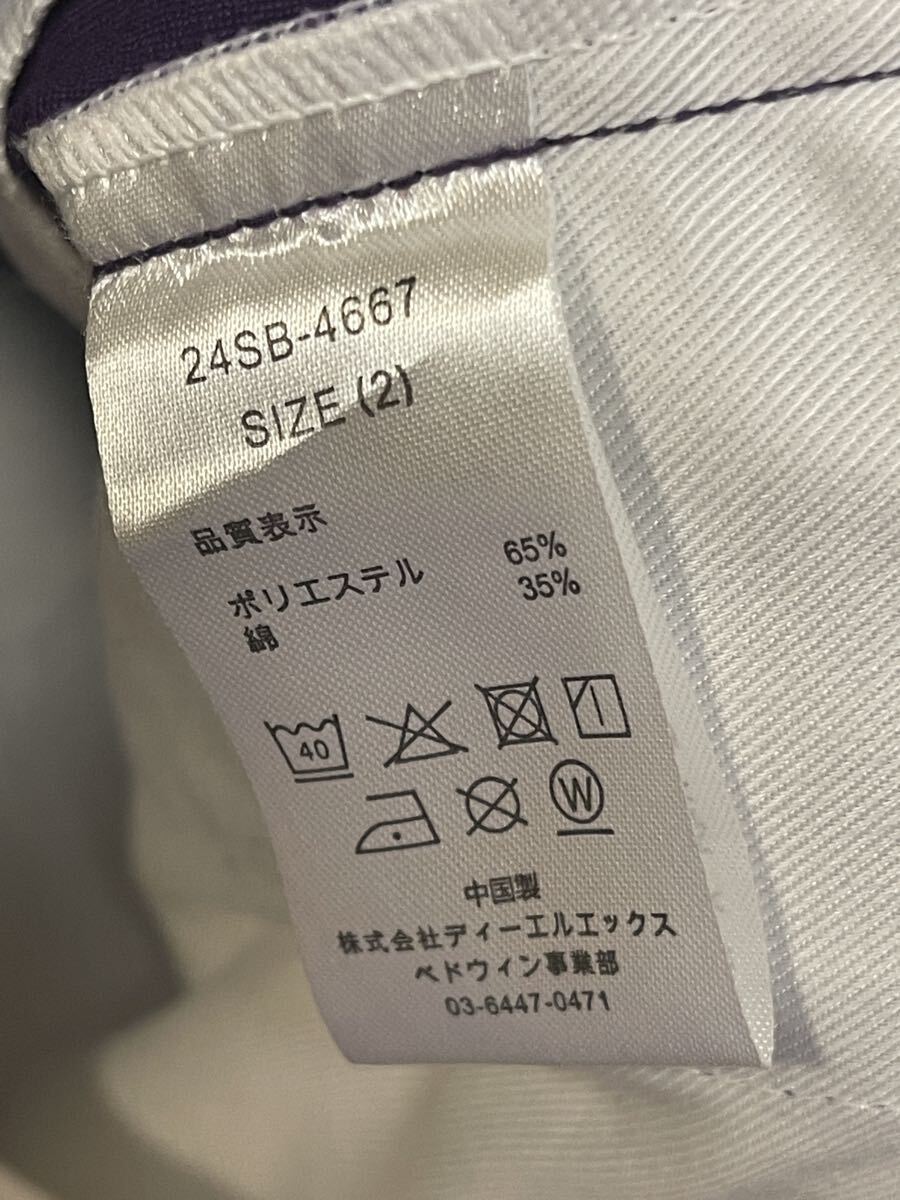 24SB-4667
SIZE (2)
品質表示
ポリエステル 65%
綿 35%
40
W
中国製
株式会社ディーエルエックス
ベドウィン事業部
03-6447-0471